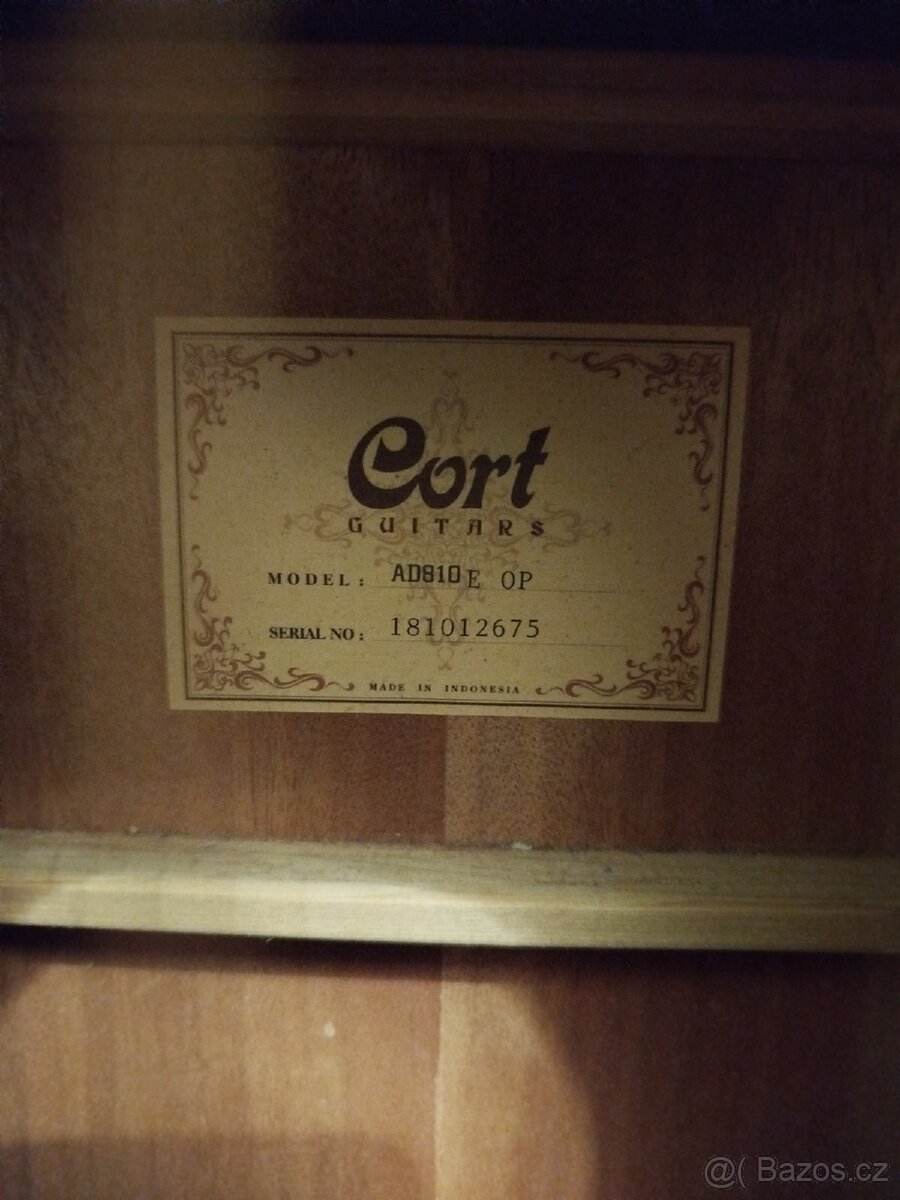 Cort
GUITARS
MODEL: AD810E OP
SERIAL NO: 181012675
MADE IN INDONESIA
@( Bazos.cz